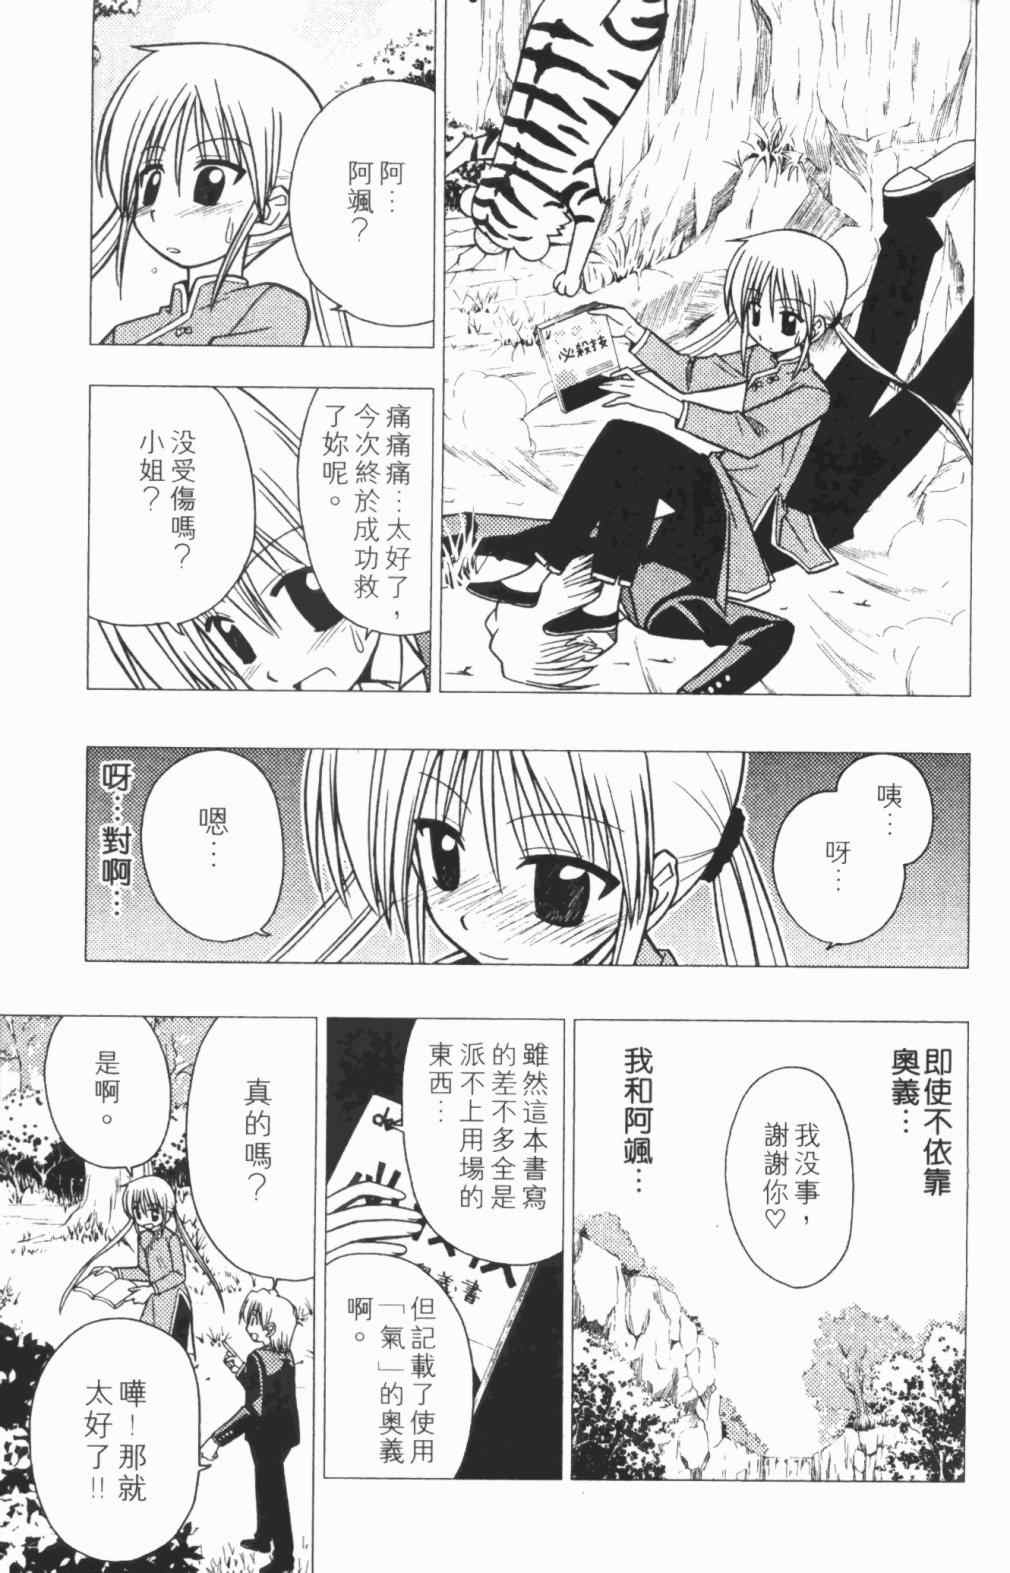 必殺技
阿…
阿颯？
痛痛痛…太好了，
今次終於成功救
了妳呢。
没受傷嗎？
小姐？
咦…
呀…
嗯…
呀…對啊…
即使不依靠
奧義…
我没事，
謝謝你♡
我和阿颯…
雖然這本書寫
的差不多全是
派不上用場的
東西…
但記載了使用
「氣」的奧義
啊。
真的嗎？
是啊。
嘩！那就
太好了!!